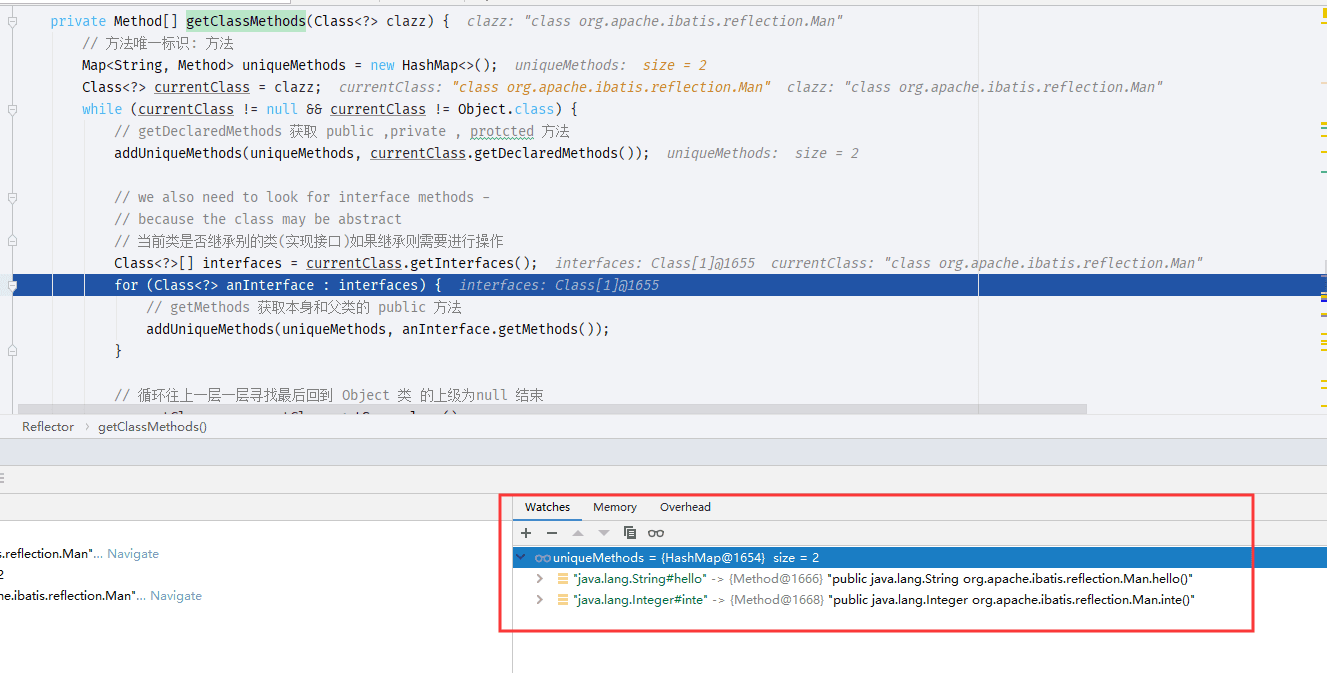 private Method[] getClassMethods(Class<?> clazz) { clazz: "class org.apache.ibatis.reflection.Man"
// 方法唯一标识: 方法
Map<String, Method> uniqueMethods = new HashMap<>(); uniqueMethods: size = 2
Class<?> currentClass = clazz; currentClass: "class org.apache.ibatis.reflection.Man" clazz: "class org.apache.ibatis.reflection.Man"
while (currentClass != null && currentClass != Object.class) {
// getDeclaredMethods 获取 public ,private , protcted 方法
addUniqueMethods(uniqueMethods, currentClass.getDeclaredMethods()); uniqueMethods: size = 2
// we also need to look for interface methods -
// because the class may be abstract
// 当前类是否继承别的类(实现接口)如果继承则需要进行操作
Class<?>[] interfaces = currentClass.getInterfaces(); interfaces: Class[1]@1655 currentClass: "class org.apache.ibatis.reflection.Man"
for (Class<?> anInterface : interfaces) { interfaces: Class[1]@1655
// getMethods 获取本身和父类的 public 方法
addUniqueMethods(uniqueMethods, anInterface.getMethods());
}
// 循环往上一层一层寻找最后回到 Object 类 的上级为null 结束
Reflector › getClassMethods()
Watches Memory Overhead
uniqueMethods = {HashMap@1654} size = 2
s.reflection.Man"... Navigate
2
"java.lang.String#hello" -> {Method@1666} "public java.lang.String org.apache.ibatis.reflection.Man.hello()"
he.ibatis.reflection.Man"... Navigate
"java.lang.Integer#inte" -> {Method@1668} "public java.lang.Integer org.apache.ibatis.reflection.Man.inte()"